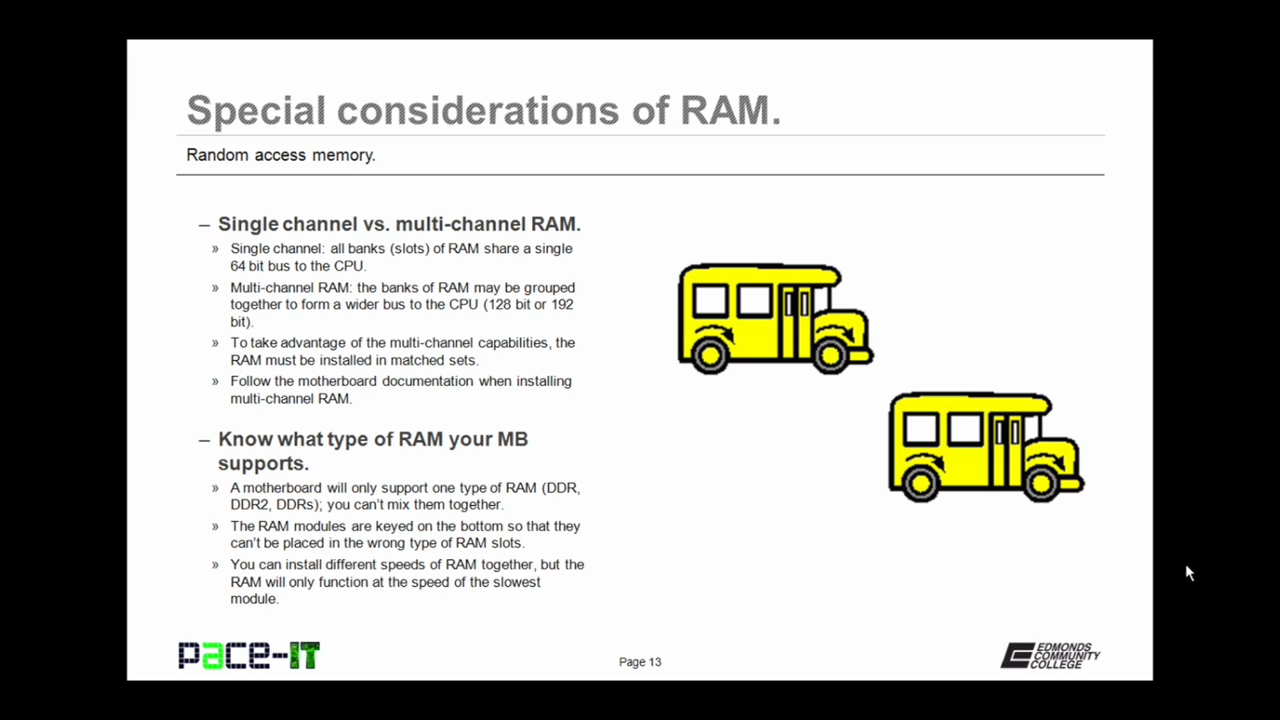 Special considerations of RAM.
Random access memory.
– Single channel vs. multi-channel RAM.
» Single channel: all banks (slots) of RAM share a single
64 bit bus to the CPU.
» Multi-channel RAM: the banks of RAM may be grouped
together to form a wider bus to the CPU (128 bit or 192
bit).
» To take advantage of the multi-channel capabilities, the
RAM must be installed in matched sets.
» Follow the motherboard documentation when installing
multi-channel RAM.
– Know what type of RAM your MB
supports.
» A motherboard will only support one type of RAM (DDR,
DDR2, DDRs); you can't mix them together.
» The RAM modules are keyed on the bottom so that they
can't be placed in the wrong type of RAM slots.
» You can install different speeds of RAM together, but the
RAM will only function at the speed of the slowest
module.
pace-IT
Page 13
EDMONDS
COMMUNITY
COLLEGE